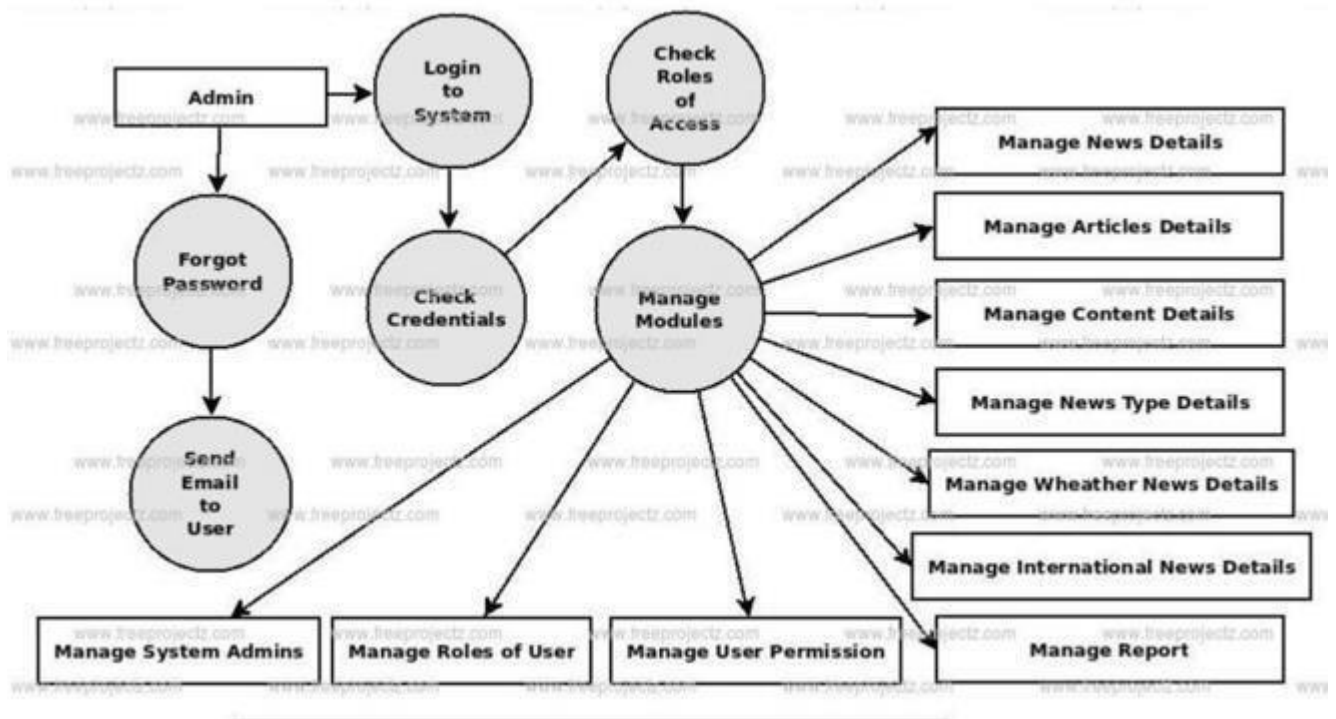 Admin
Login
to
System
Check
Roles
of
Access
Forgot
Password
Check
Credentials
Manage
Modules
Send
Email
to
User
Manage News Details
Manage Articles Details
Manage Content Details
Manage News Type Details
Manage Wheather News Details
Manage International News Details
Manage Report
Manage System Admins
Manage Roles of User
Manage User Permission
www.freeprojectz.com